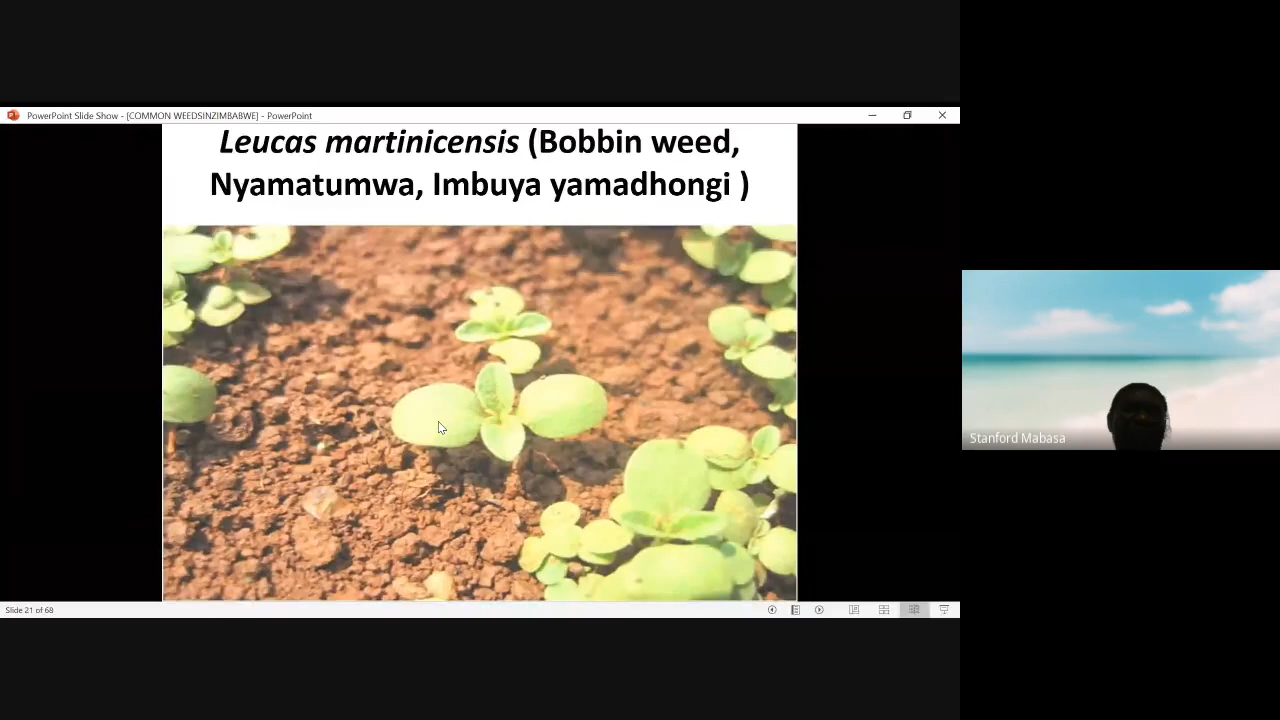 PowerPoint Slide Show - [COMMON WEEDSINZIMBABWE] - PowerPoint
Leucas martinicensis (Bobbin weed,
Nyamatumwa, Imbuya yamadhongi )
Stanford Mabasa
Slide 21 of 68